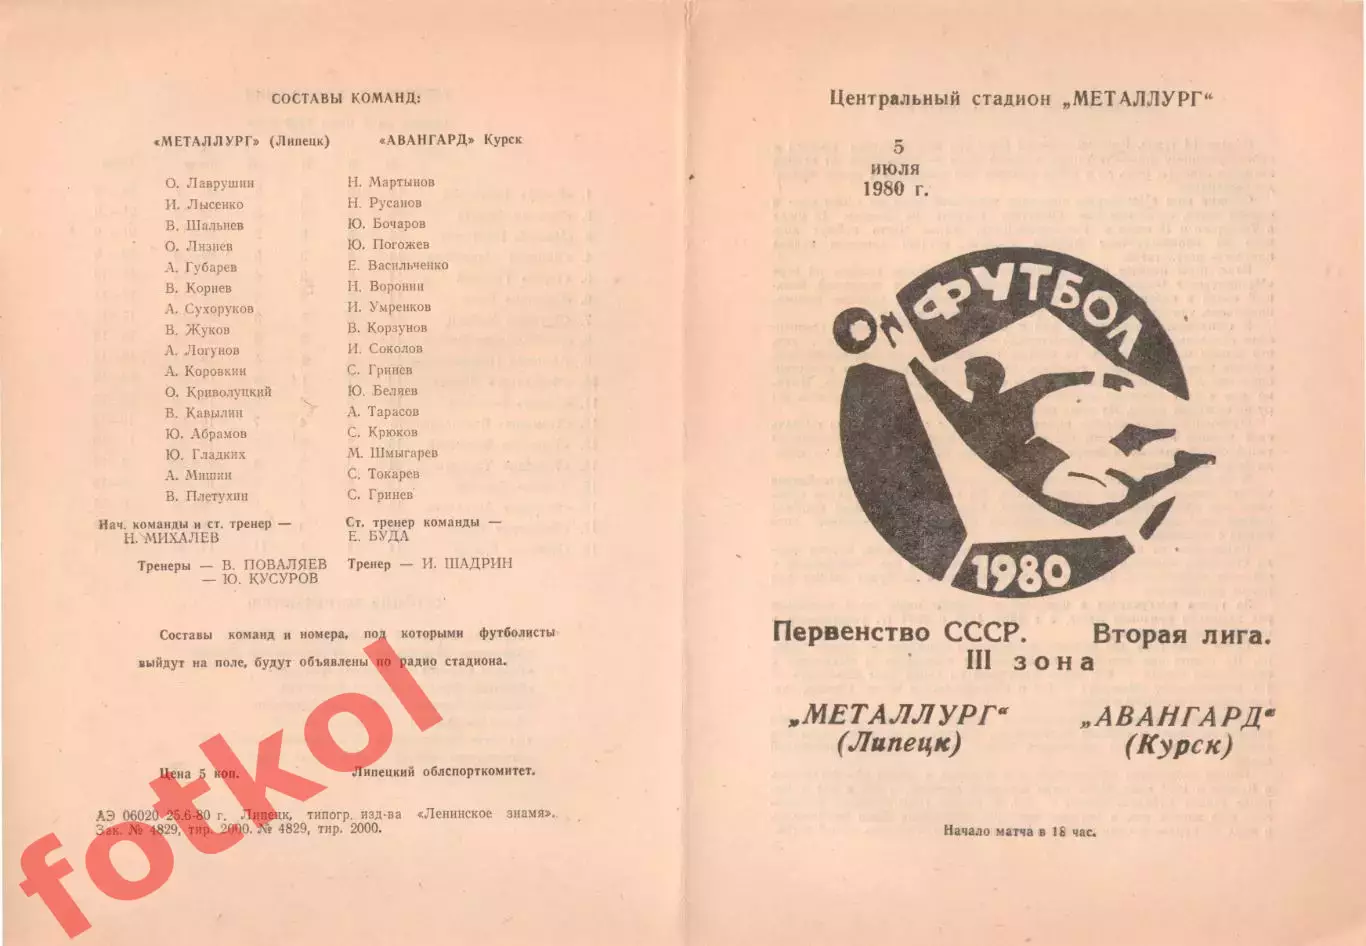 СОСТАВЫ КОМАНД:
«МЕТАЛЛУРГ» (Липецк)
О. Лаврушин
И. Лысенко
В. Шальнев
О. Лизнев
А. Губарев
В. Корнев
А. Сухоруков
В. Жуков
А. Логунов
А. Коровкин
О. Криволуцкий
В. Кавылин
Ю. Абрамов
Ю. Гладких
А. Мишин
В. Плетухин
Нач. команды и ст. тренер —
Н. МИХАЛЕВ
Тренеры — В. ПОВАЛЯЕВ
— Ю. КУСУРОВ
«АВАНГАРД» Курск
Н. Мартынов
Н. Русанов
Ю. Бочаров
Ю. Погожев
Е. Васильченко
Н. Воронин
И. Умренков
В. Корзунов
И. Соколов
С. Гринев
Ю. Беляев
А. Тарасов
С. Крюков
М. Шмыгарев
С. Токарев
С. Гринев
Ст. тренер команды —
Е. БУДА
Тренер — И. ШАДРИН
Составы команд и номера, под которыми футболисты
выйдут на поле, будут объявлены по радио стадиона.
Цена 5 коп. Липецкий облспорткомитет.
АЭ 06020 25.6-80 г. Липецк, типогр. изд-ва «Ленинское знамя».
Зак. № 4829, тир. 2000. № 4829, тир. 2000.
fotkol
Центральный стадион „МЕТАЛЛУРГ“
5
июля
1980 г.
ФУТБОЛ
1980
Первенство СССР. Вторая лига.
III зона
„МЕТАЛЛУРГ“ „АВАНГАРД“
(Липецк) (Курск)
Начало матча в 18 час.